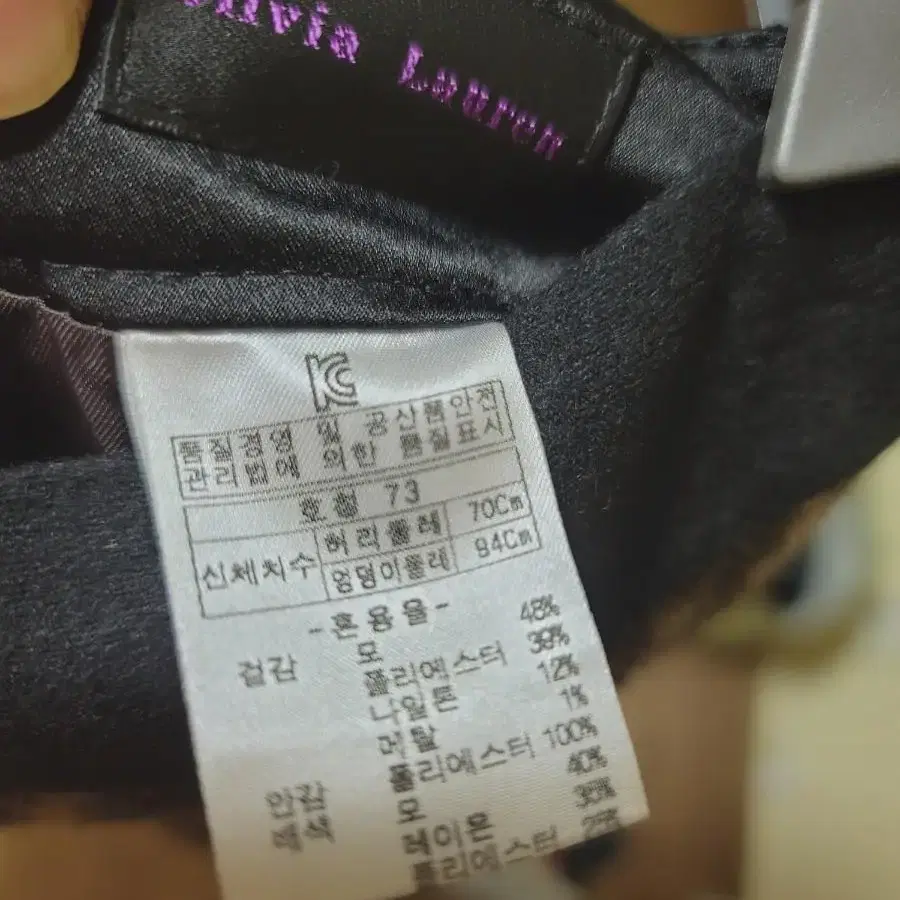 livia Lauren
KC
품질경영 및 공산품안전
관리법에 의한 품질표시
호칭 73
신체치수 허리둘레 70Cm
엉덩이둘레 94Cm
-혼용율-
겉감 모 48%
폴리에스터 39%
나일론 12%
메탈 1%
안감 폴리에스터 100%
배색 모 40%
레이온
폴리에스터